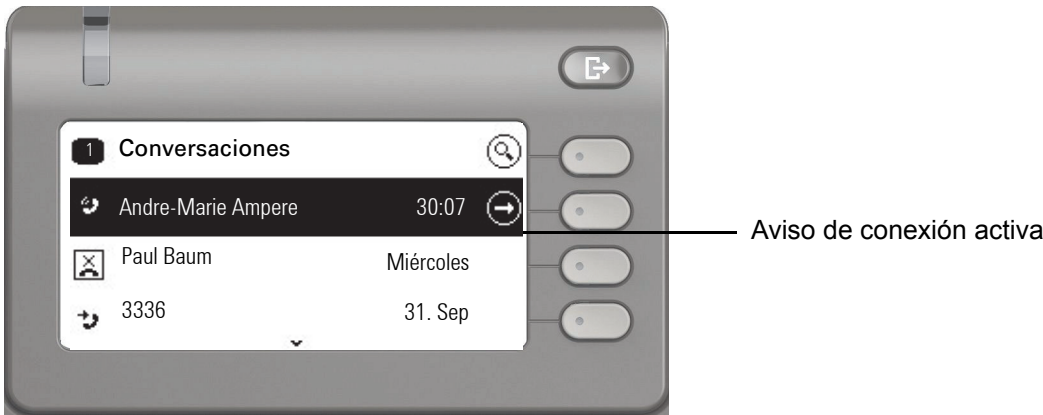 1 Conversaciones
Andre-Marie Ampere 30:07
Aviso de conexión activa
Paul Baum Miércoles
3336 31. Sep